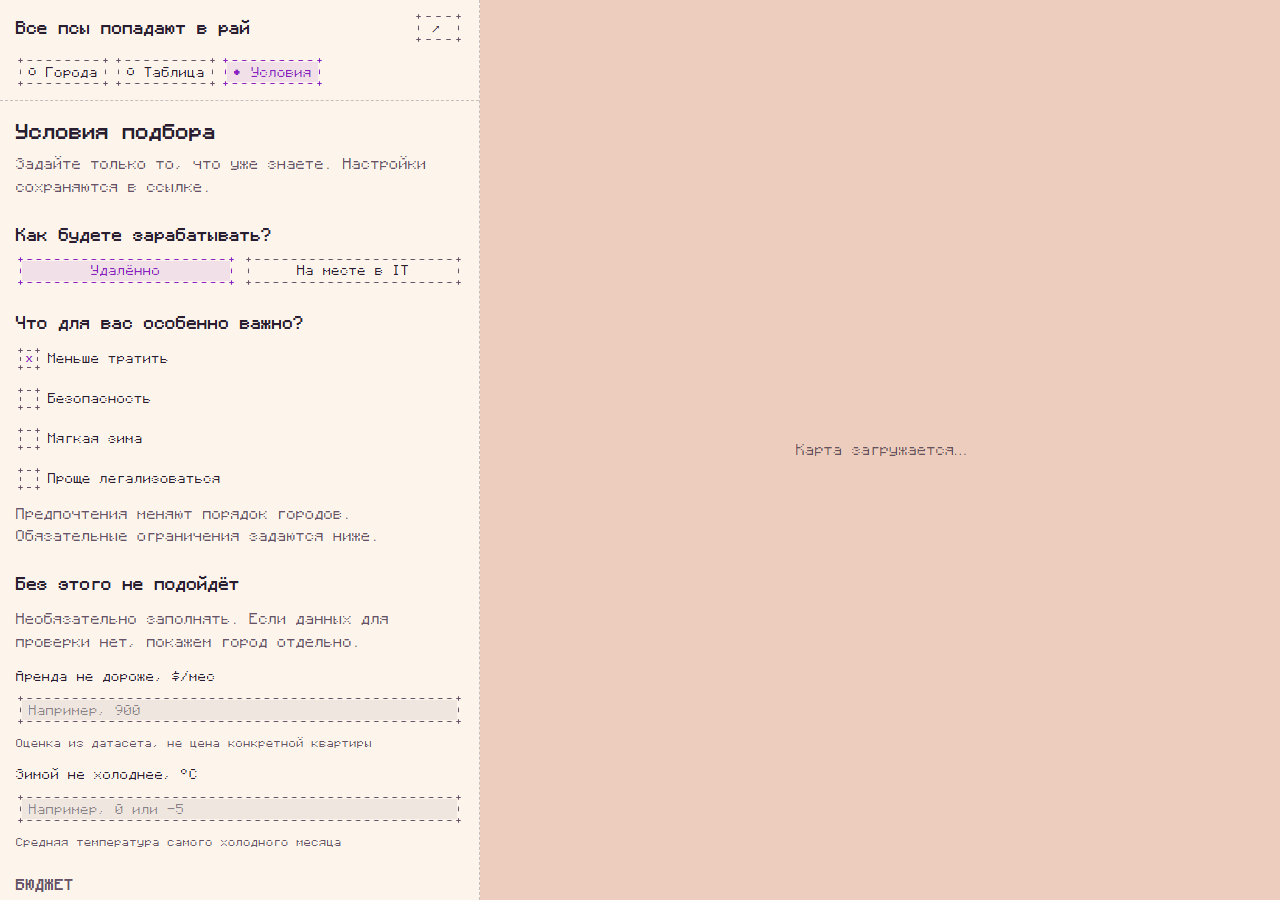 Все псы попадают в рай
↗
○ Города ○ Таблица ● Условия
Условия подбора
Задайте только то, что уже знаете. Настройки
сохраняются в ссылке.
Как будете зарабатывать?
Удалённо На месте в IT
Что для вас особенно важно?
x Меньше тратить
Безопасность
Мягкая зима
Проще легализоваться
Предпочтения меняют порядок городов.
Обязательные ограничения задаются ниже.
Без этого не подойдёт
Необязательно заполнять. Если данных для
проверки нет, покажем город отдельно.
Аренда не дороже, $/мес
Например, 900
Оценка из датасета, не цена конкретной квартиры
Зимой не холоднее, °C
Например, 0 или −5
Средняя температура самого холодного месяца
БЮДЖЕТ
Карта загружается…